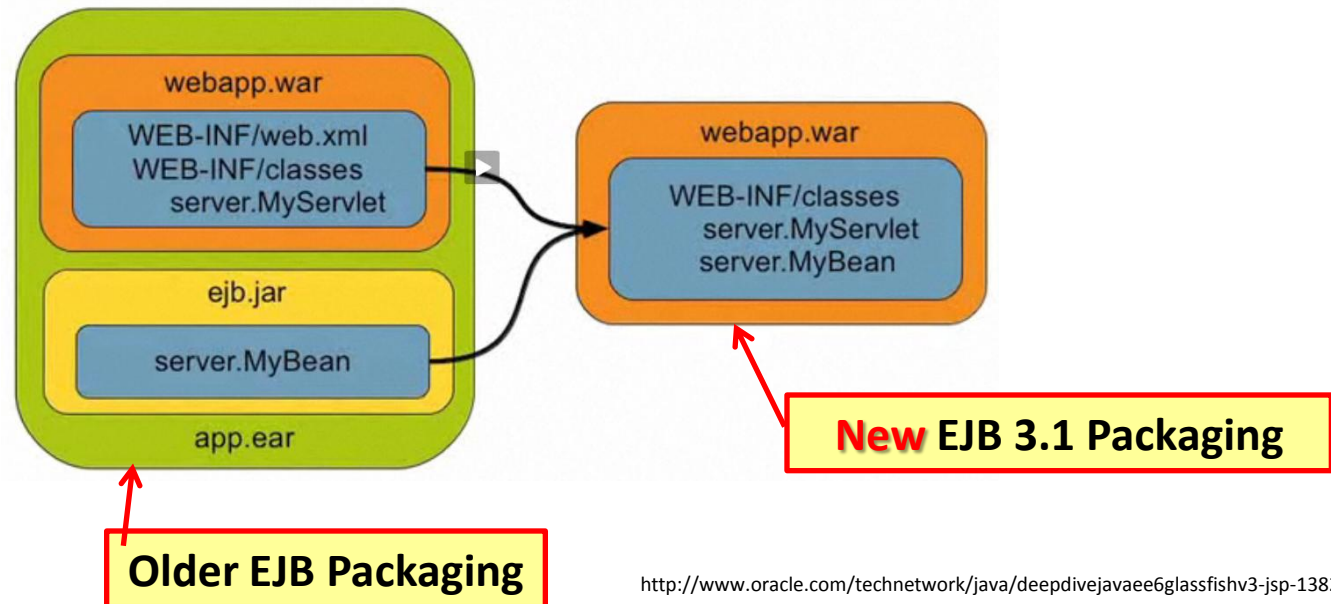 webapp.war
WEB-INF/web.xml
WEB-INF/classes
server.MyServlet
ejb.jar
server.MyBean
app.ear
webapp.war
WEB-INF/classes
server.MyServlet
server.MyBean
New EJB 3.1 Packaging
Older EJB Packaging
http://www.oracle.com/technetwork/java/deepdivejavaee6glassfishv3-jsp-138